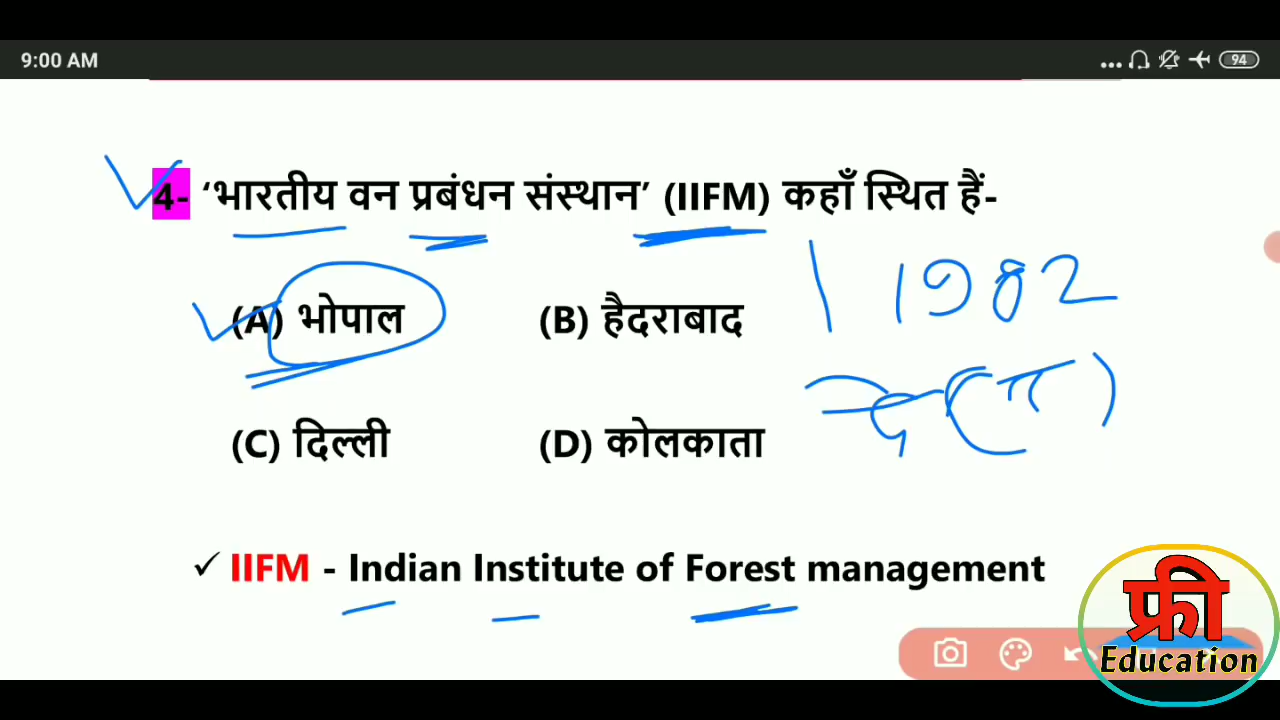 9:00 AM
94
4- ‘भारतीय वन प्रबंधन संस्थान’ (IIFM) कहाँ स्थित हैं-
(A) भोपाल (B) हैदराबाद
1982
(C) दिल्ली (D) कोलकाता
✓ IIFM - Indian Institute of Forest management
फ्री
Education